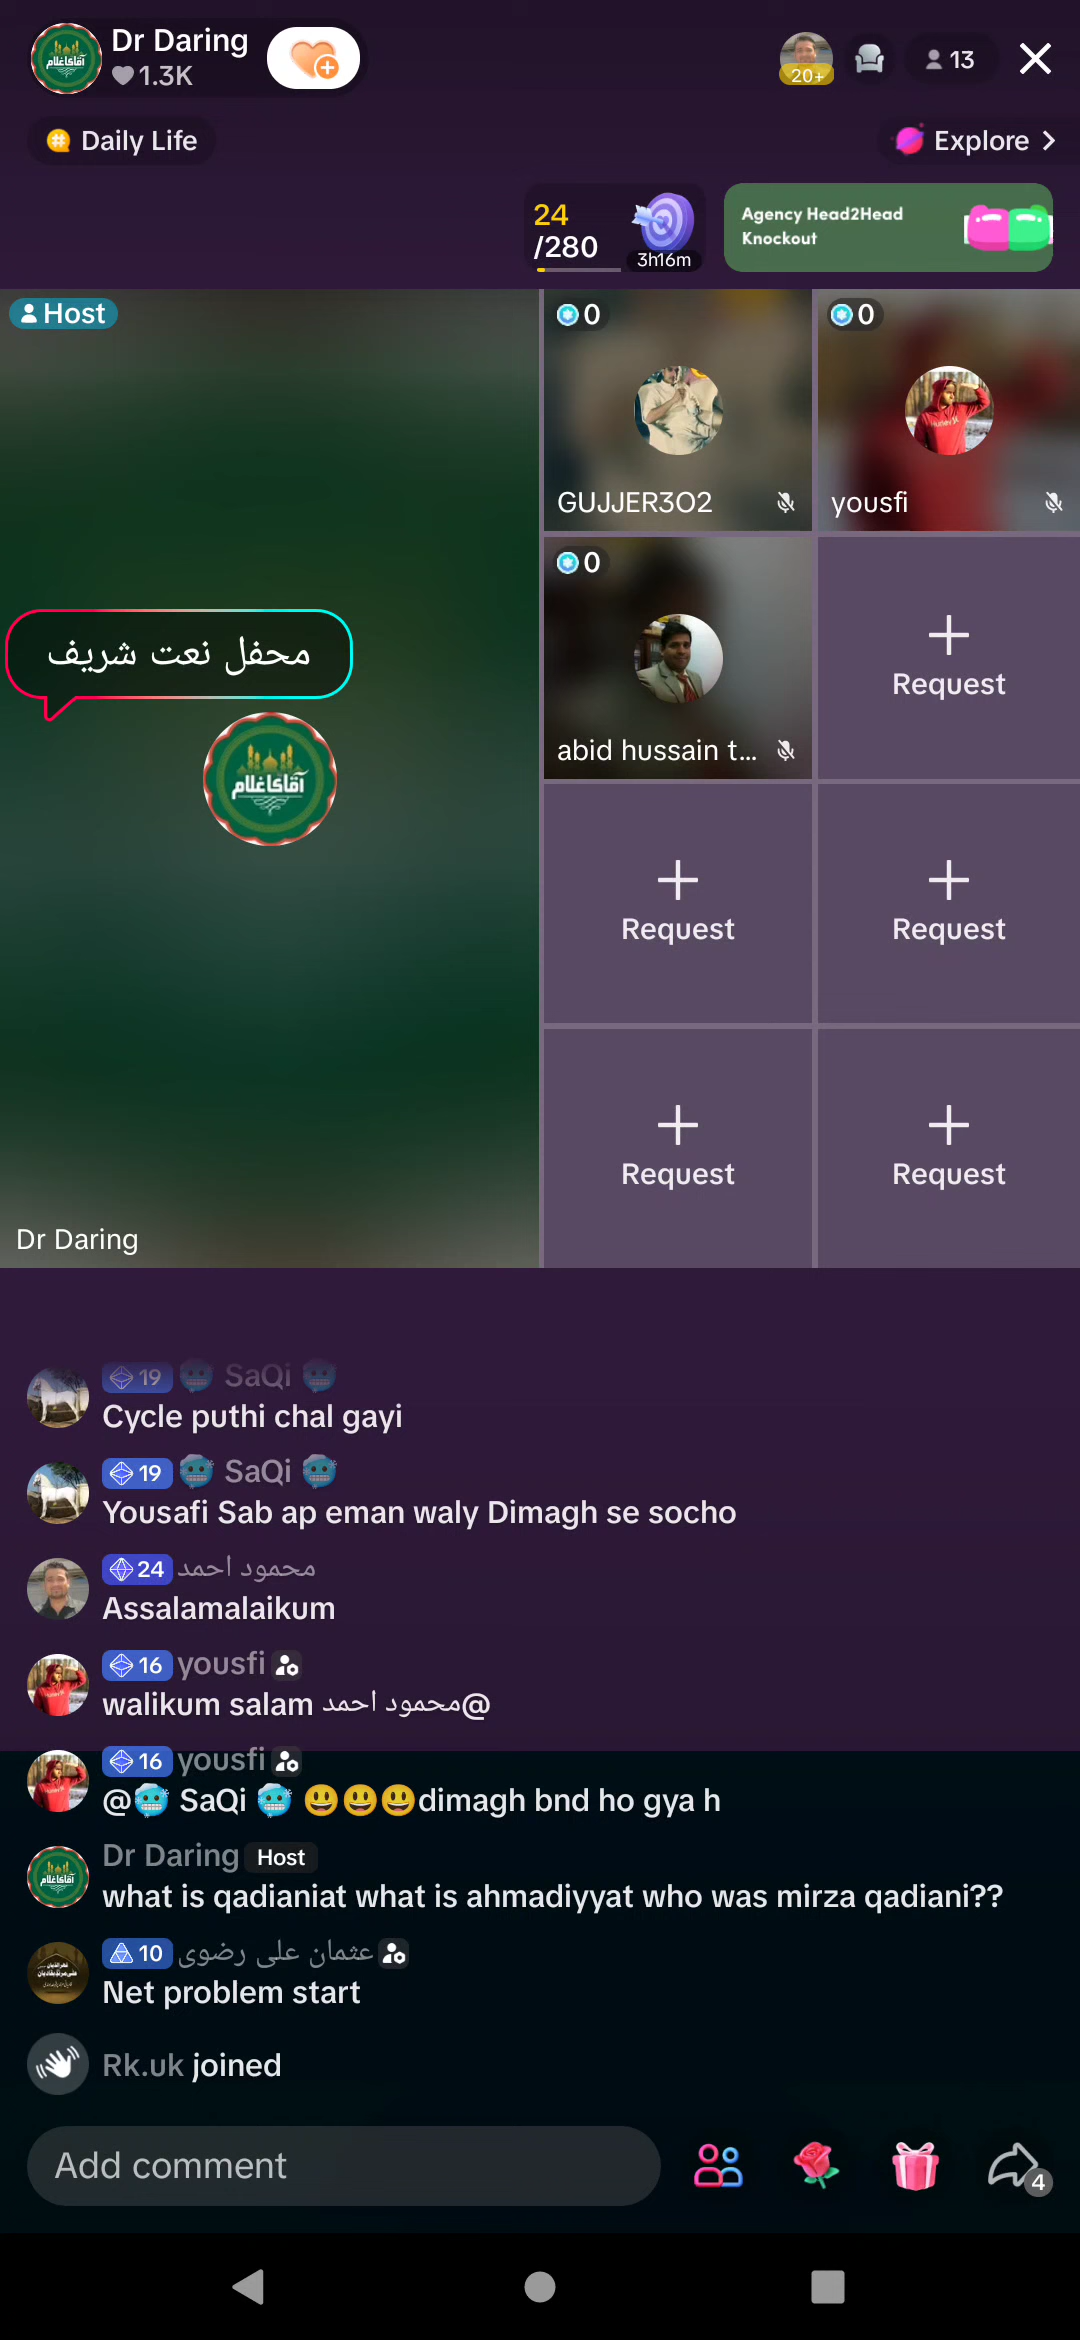 Dr Daring
1.3K
20+
13
Daily Life
Explore
24
/280
3h16m
Agency Head2Head
Knockout
Host
0
0
GUJJER3O2
yousfi
محفل نعت شریف
آقا کا غلام
0
abid hussain t...
Request
Request
Request
Request
Request
Dr Daring
19 🥶 SaQi 🥶
Cycle puthi chal gayi
19 🥶 SaQi 🥶
Yousafi Sab ap eman waly Dimagh se socho
24 محمود احمد
Assalamalaikum
16 yousfi
walikum salam محمود احمد@
16 yousfi
@🥶 SaQi 🥶 😃😃😃dimagh bnd ho gya h
Dr Daring Host
what is qadianiat what is ahmadiyyat who was mirza qadiani??
10 عثمان علی رضوی
Net problem start
Rk.uk joined
Add comment
4